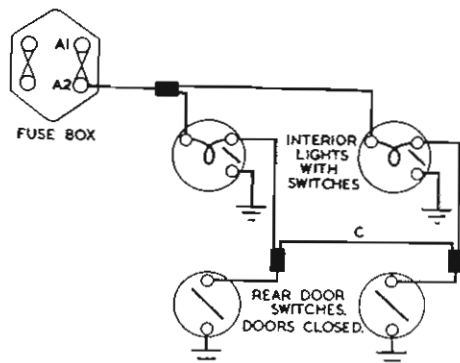 A1
A2
FUSE BOX
INTERIOR
LIGHTS
WITH
SWITCHES
C
REAR DOOR
SWITCHES.
DOORS CLOSED.